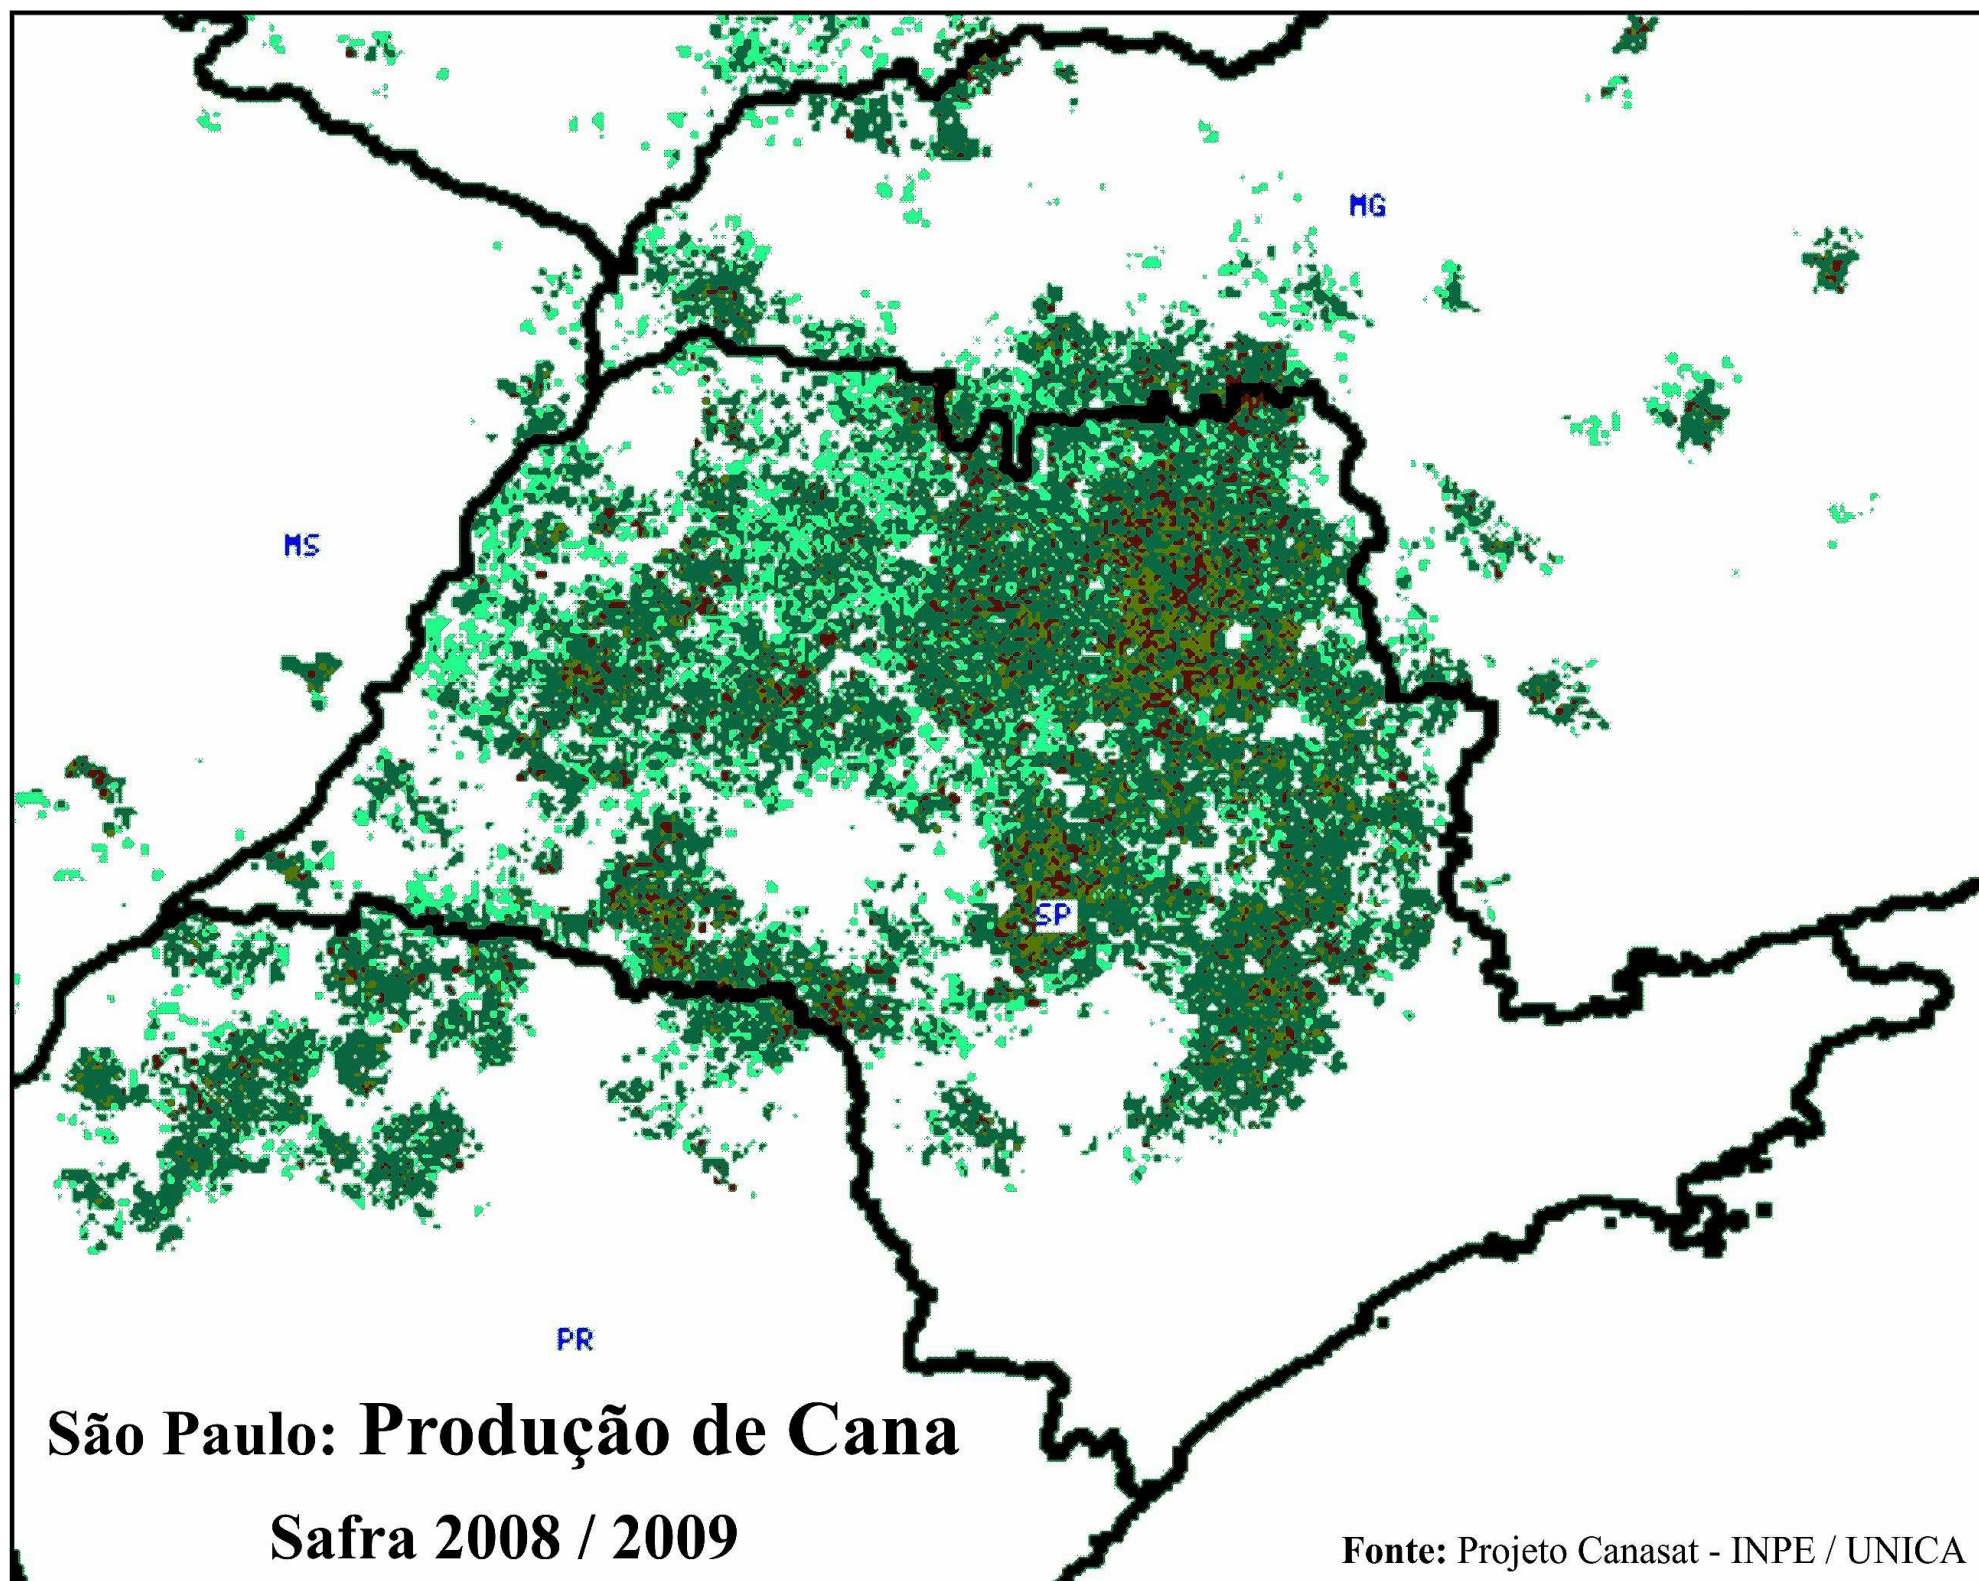 MG
MS
SP
PR
São Paulo: Produção de Cana
Safra 2008 / 2009
Fonte: Projeto Canasat - INPE / UNICA